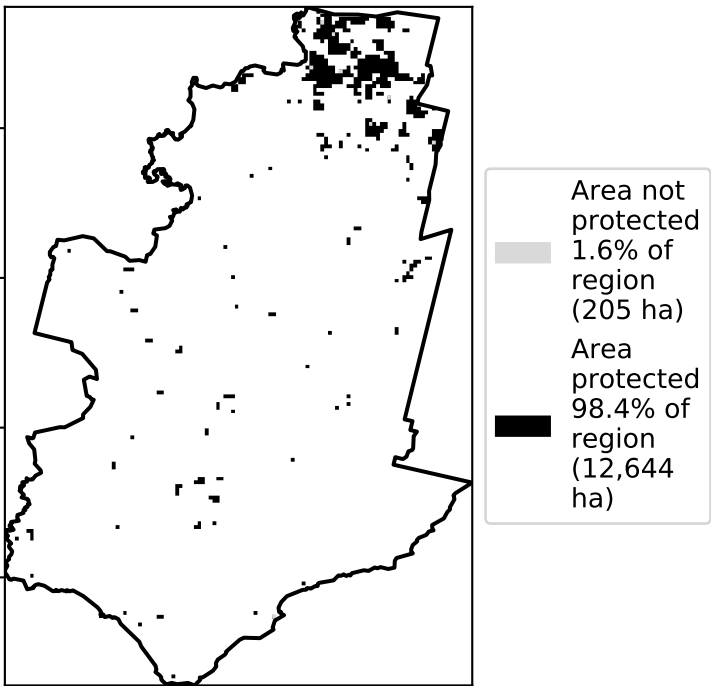 Area not
protected
1.6% of
region
(205 ha)
Area
protected
98.4% of
region
(12,644
ha)